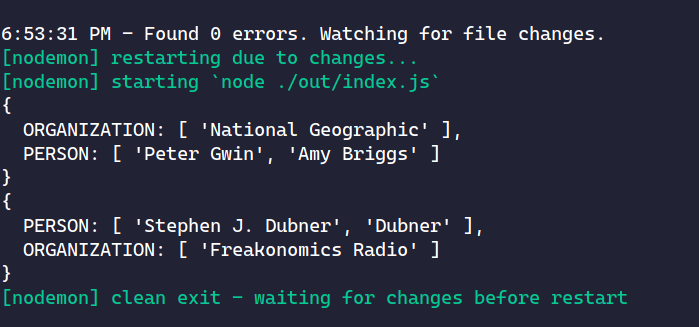 6:53:31 PM - Found 0 errors. Watching for file changes.
[nodemon] restarting due to changes...
[nodemon] starting `node ./out/index.js`
{
  ORGANIZATION: [ 'National Geographic' ],
  PERSON: [ 'Peter Gwin', 'Amy Briggs' ]
}
{
  PERSON: [ 'Stephen J. Dubner', 'Dubner' ],
  ORGANIZATION: [ 'Freakonomics Radio' ]
}
[nodemon] clean exit - waiting for changes before restart